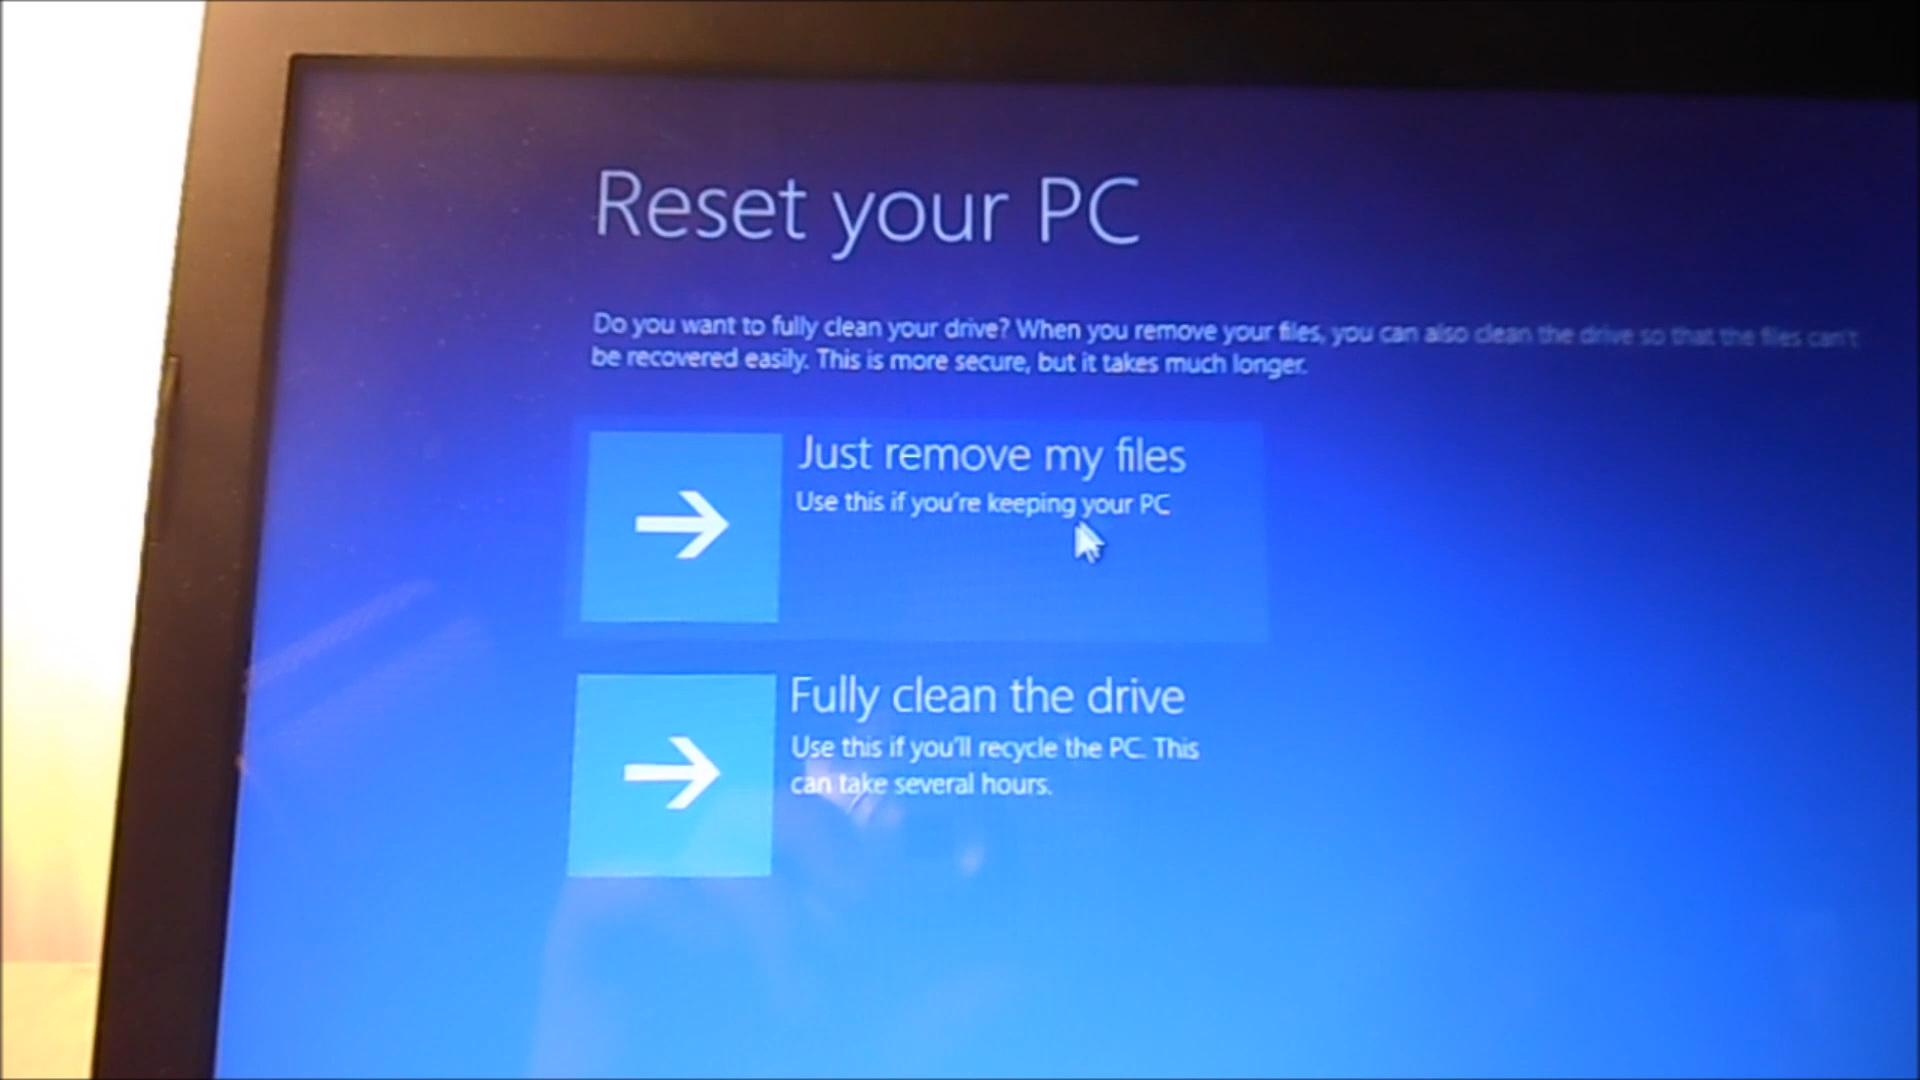 Reset your PC
Do you want to fully clean your drive? When you remove your files, you can also clean the drive so that the files can't
be recovered easily. This is more secure, but it takes much longer.
Just remove my files
Use this if you're keeping your PC
Fully clean the drive
Use this if you'll recycle the PC. This
can take several hours.